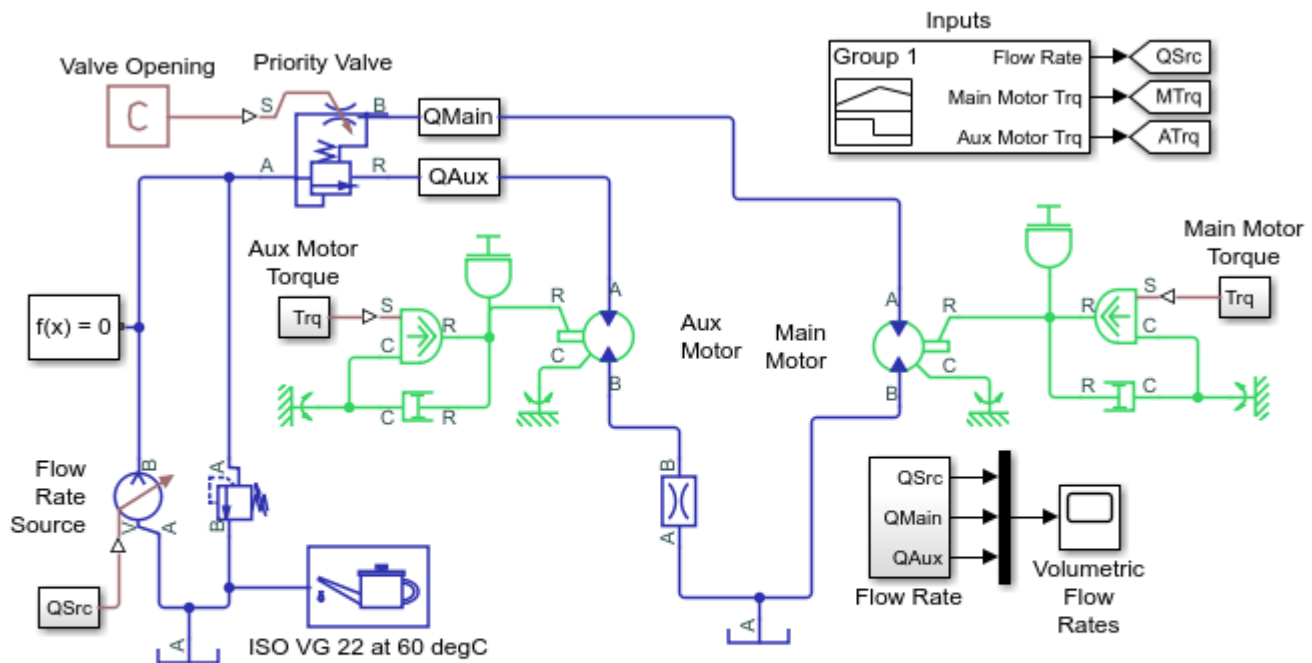 Inputs
Valve Opening
Priority Valve
Group 1
Flow Rate
QSrc
C
S
B
QMain
Main Motor Trq
MTrq
Aux Motor Trq
ATrq
A
R
QAux
Aux Motor
Torque
Main Motor
Torque
Trq
S
R
C
R
A
S
Trq
R
C
f(x) = 0
Aux
Motor
Main
Motor
A
R
C
B
C
B
C
R
R
C
Flow
Rate
Source
B
V
A
A
B
B
A
QSrc
QMain
QAux
Flow Rate
Volumetric
Flow
Rates
QSrc
A
ISO VG 22 at 60 degC
A